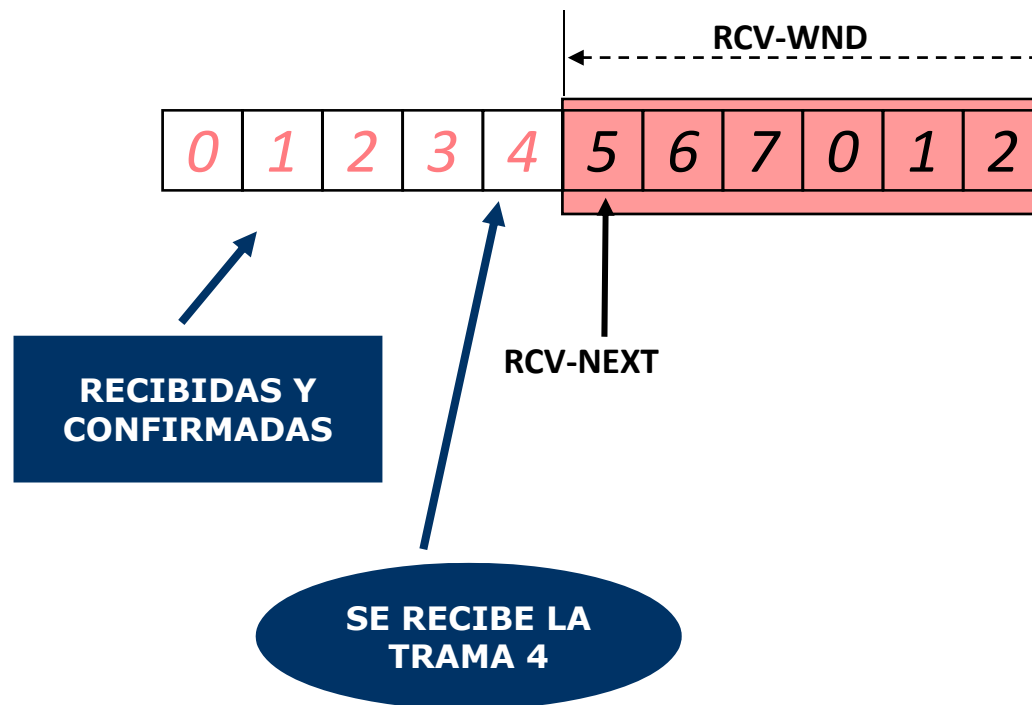 RCV-WND
0 1 2 3 4 5 6 7 0 1 2
RCV-NEXT
RECIBIDAS Y
CONFIRMADAS
SE RECIBE LA
TRAMA 4